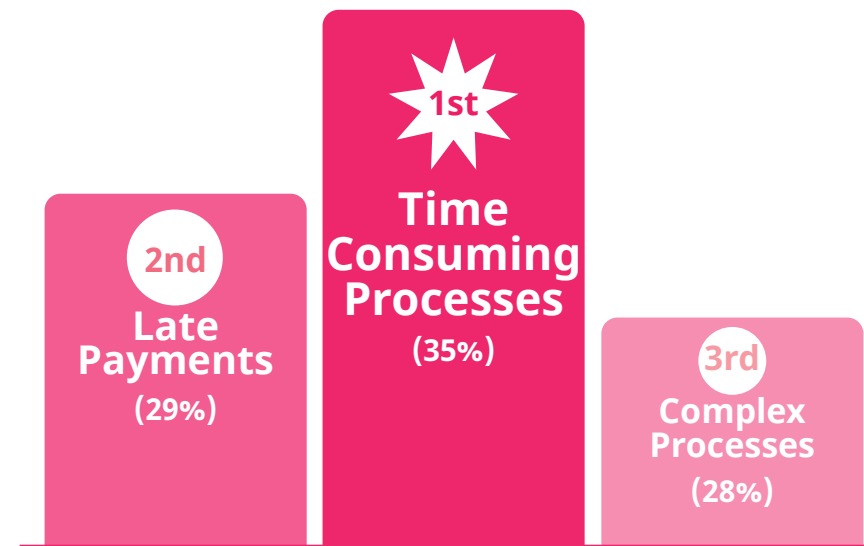 2nd
Late
Payments
(29%)
1st
Time
Consuming
Processes
(35%)
3rd
Complex
Processes
(28%)